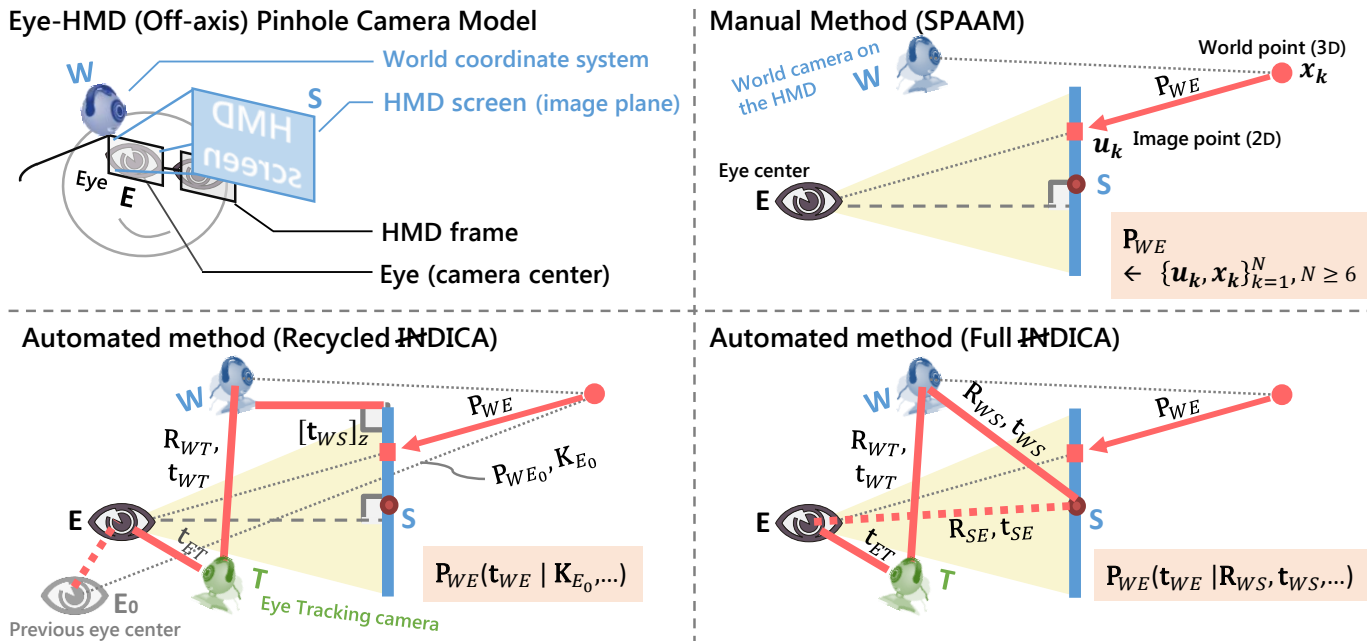 Eye-HMD (Off-axis) Pinhole Camera Model
W
World coordinate system
S
HMD screen (image plane)
HMD
screen
Eye
E
HMD frame
Eye (camera center)
Manual Method (SPAAM)
World camera on
the HMD
W
World point (3D)
x_k
P_WE
u_k
Image point (2D)
Eye center
E
S
P_WE
← {u_k, x_k}_{k=1}^N, N ≥ 6
Automated method (Recycled INDICA)
W
P_WE
[t_WS]_z
R_WT,
t_WT
P_WE_0, K_E_0
E
S
t_ET
T
E_0
Eye Tracking camera
Previous eye center
P_WE(t_WE | K_E_0,...)
Automated method (Full INDICA)
W
R_WS, t_WS
P_WE
R_WT,
t_WT
E
S
R_SE, t_SE
t_ET
T
P_WE(t_WE |R_WS, t_WS,...)